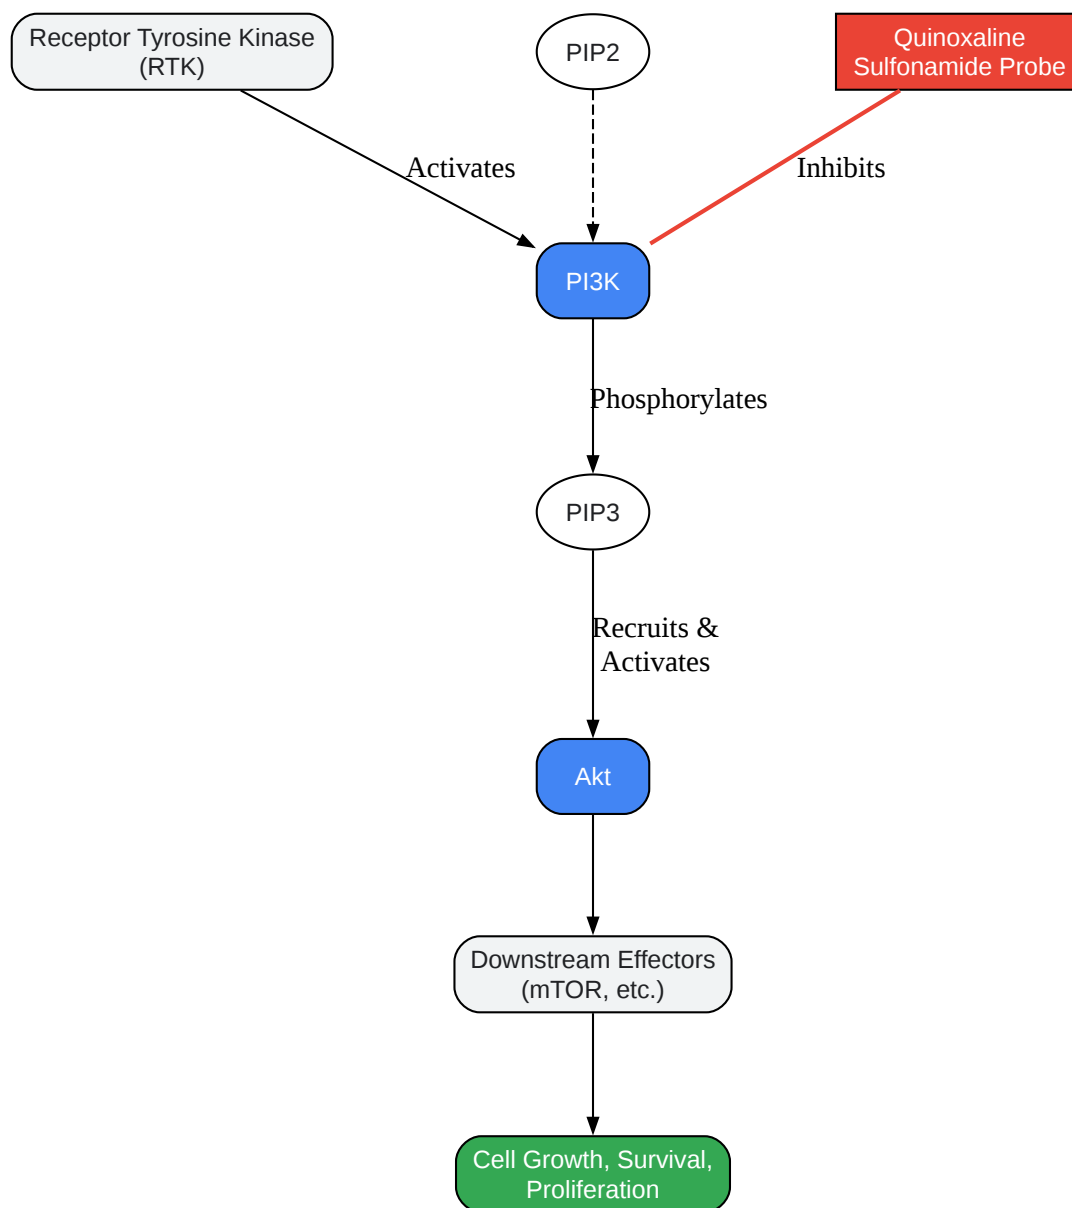 Receptor Tyrosine Kinase
(RTK)
PIP2
Quinoxaline
Sulfonamide Probe
Activates
Inhibits
PI3K
Phosphorylates
PIP3
Recruits &
Activates
Akt
Downstream Effectors
(mTOR, etc.)
Cell Growth, Survival,
Proliferation